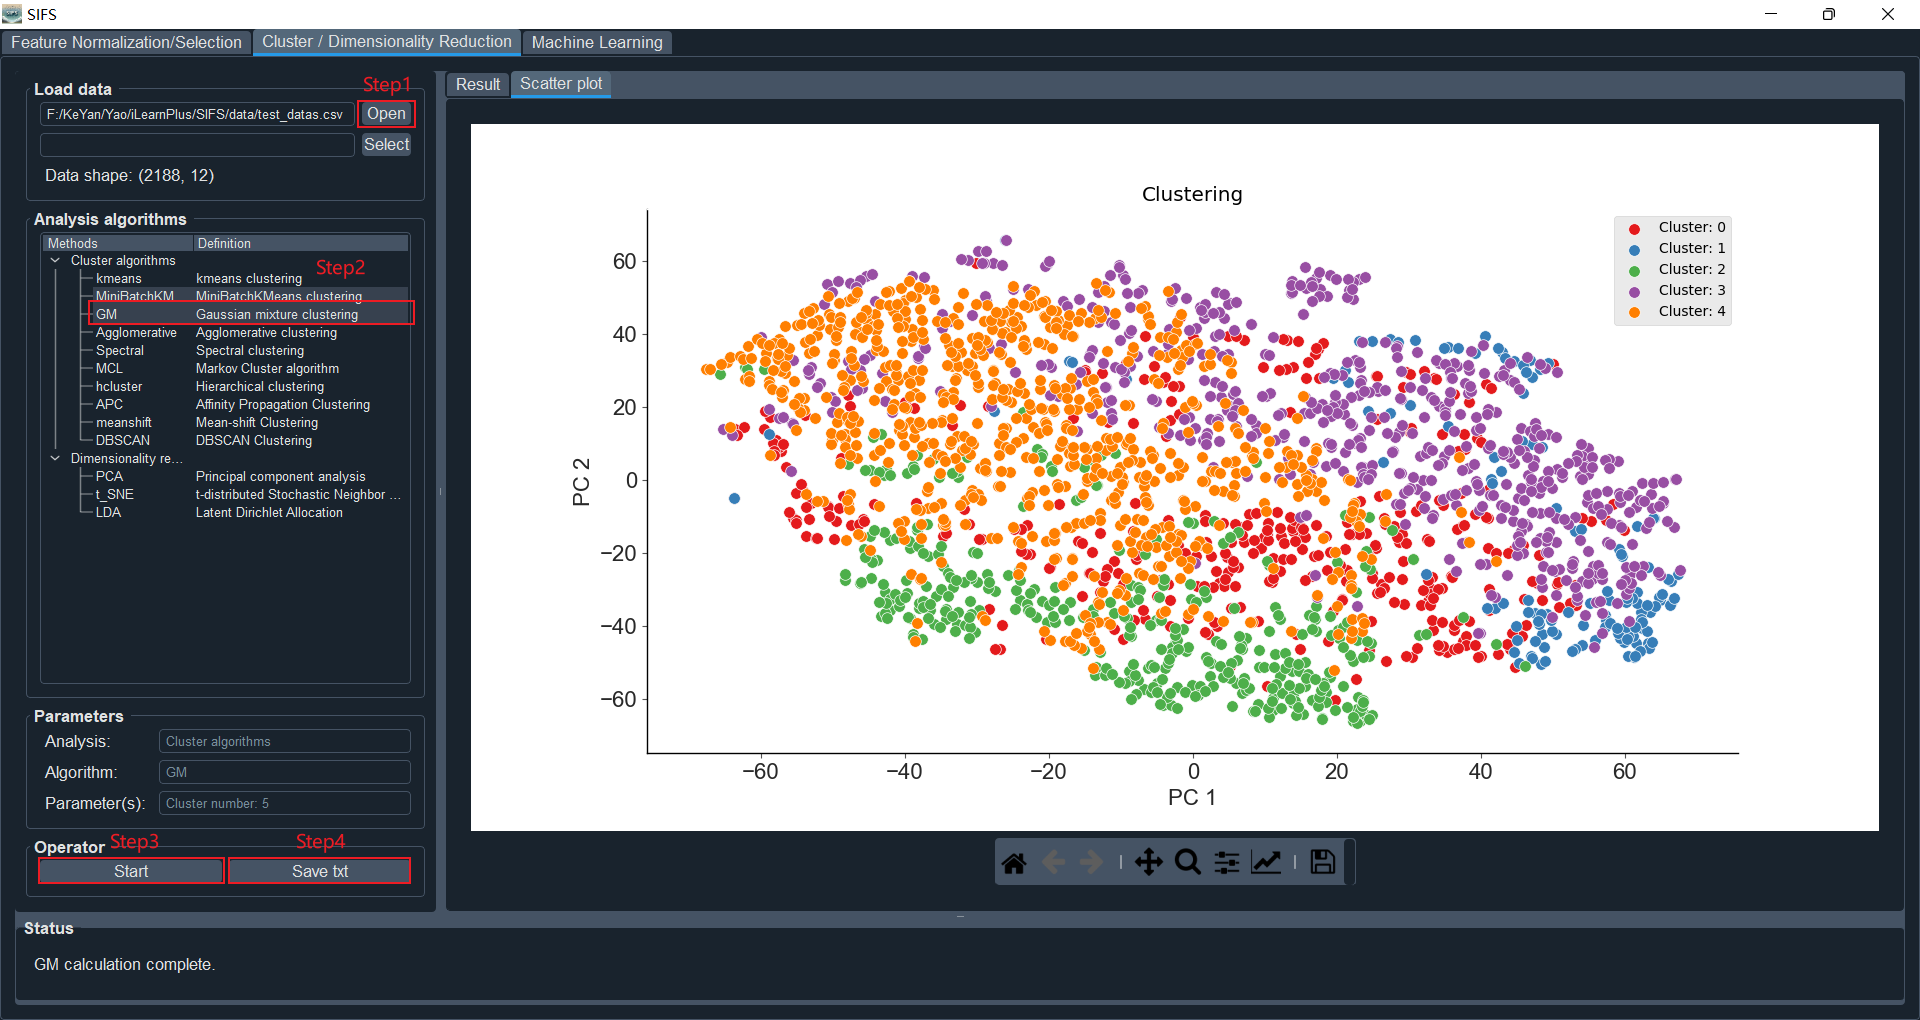 SIFS
Feature Normalization/Selection Cluster / Dimensionality Reduction Machine Learning
Load data Step1
F:/KeYan/Yao/iLearnPlus/SIFS/data/test_datas.csv Open
Select
Data shape: (2188, 12)
Analysis algorithms
Methods Definition
Cluster algorithms
Step2
kmeans kmeans clustering
MiniBatchKM MiniBatchKMeans clustering
GM Gaussian mixture clustering
Agglomerative Agglomerative clustering
Spectral Spectral clustering
MCL Markov Cluster algorithm
hcluster Hierarchical clustering
APC Affinity Propagation Clustering
meanshift Mean-shift Clustering
DBSCAN DBSCAN Clustering
Dimensionality re...
PCA Principal component analysis
t_SNE t-distributed Stochastic Neighbor ...
LDA Latent Dirichlet Allocation
Parameters
Analysis: Cluster algorithms
Algorithm: GM
Parameter(s): Cluster number: 5
Operator Step3 Step4
Start Save txt
Result Scatter plot
Clustering
Cluster: 0
Cluster: 1
Cluster: 2
Cluster: 3
Cluster: 4
60
40
20
0
−20
−40
−60
PC 2
−60 −40 −20 0 20 40 60
PC 1
Status
GM calculation complete.